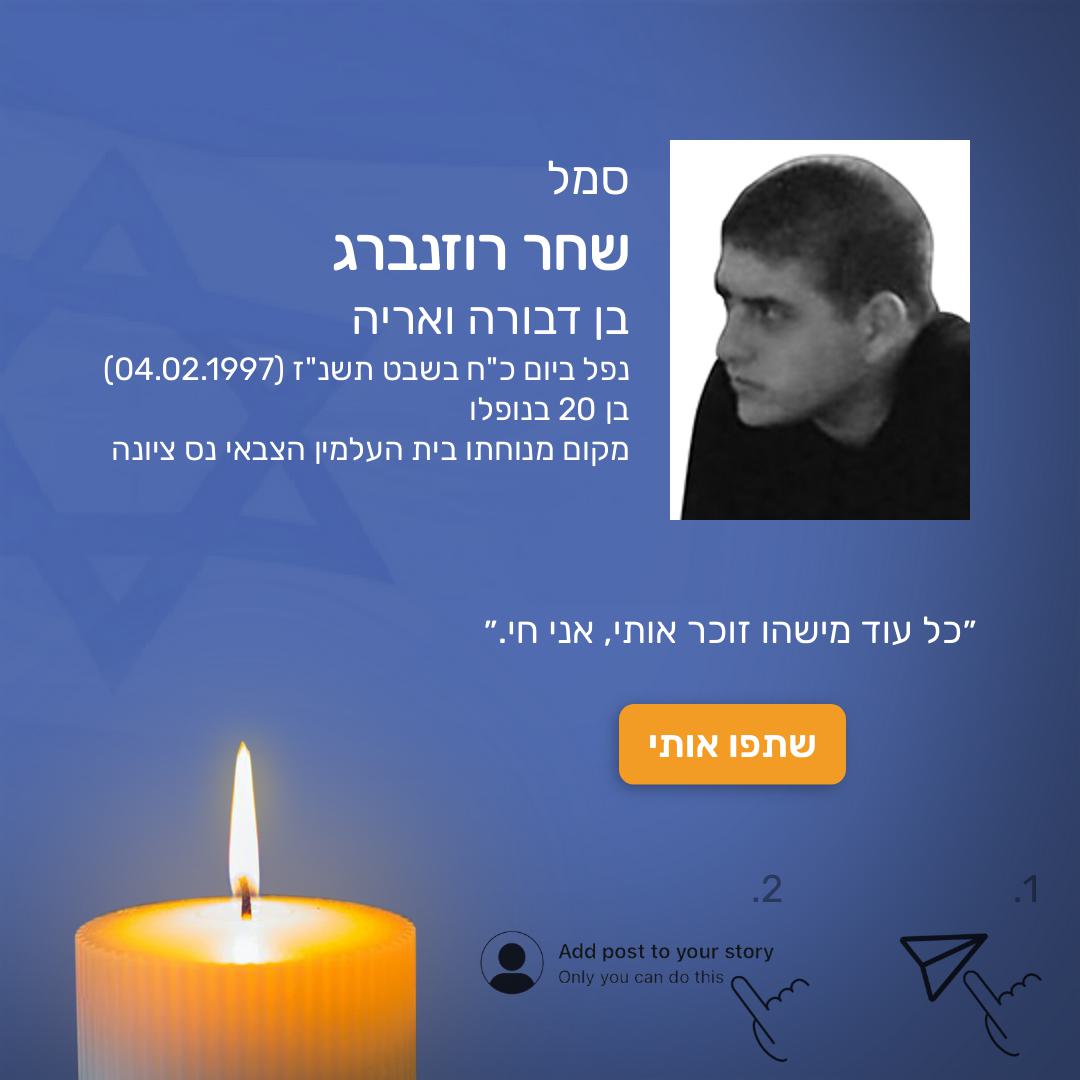 סמל
שחר רוזנברג
בן דבורה ואריה
נפל ביום כ"ח בשבט תשנ"ז (04.02.1997)
בן 20 בנופלו
מקום מנוחתו בית העלמין הצבאי נס ציונה
״כל עוד מישהו זוכר אותי, אני חי.״
שתפו אותי
1.
2.
Add post to your story
Only you can do this